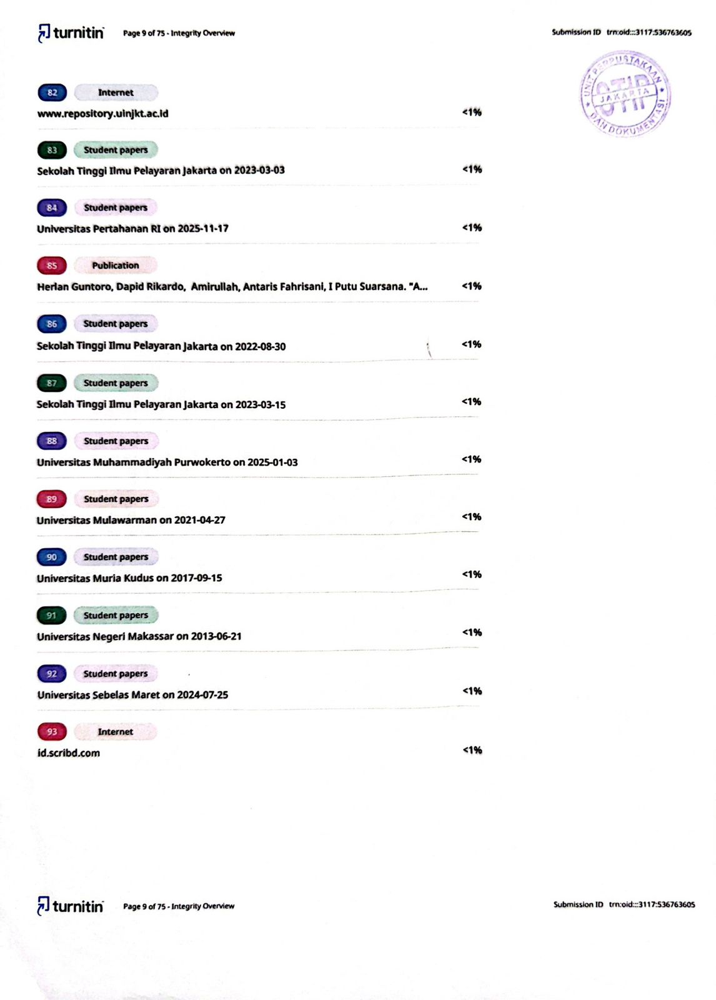 turnitin Page 9 of 75 - Integrity Overview Submission ID trn:oid:::3117:536763605
UNIT PERPUSTAKAAN
STIP
JAKARTA
DAN DOKUMENTASI
82 Internet
www.repository.uinjkt.ac.id <1%
83 Student papers
Sekolah Tinggi Ilmu Pelayaran Jakarta on 2023-03-03 <1%
84 Student papers
Universitas Pertahanan RI on 2025-11-17 <1%
85 Publication
Herlan Guntoro, Dapid Rikardo, Amirullah, Antaris Fahrisani, I Putu Suarsana. "A... <1%
86 Student papers
Sekolah Tinggi Ilmu Pelayaran Jakarta on 2022-08-30 <1%
87 Student papers
Sekolah Tinggi Ilmu Pelayaran Jakarta on 2023-03-15 <1%
88 Student papers
Universitas Muhammadiyah Purwokerto on 2025-01-03 <1%
89 Student papers
Universitas Mulawarman on 2021-04-27 <1%
90 Student papers
Universitas Muria Kudus on 2017-09-15 <1%
91 Student papers
Universitas Negeri Makassar on 2013-06-21 <1%
92 Student papers
Universitas Sebelas Maret on 2024-07-25 <1%
93 Internet
id.scribd.com <1%
turnitin Page 9 of 75 - Integrity Overview Submission ID trn:oid:::3117:536763605